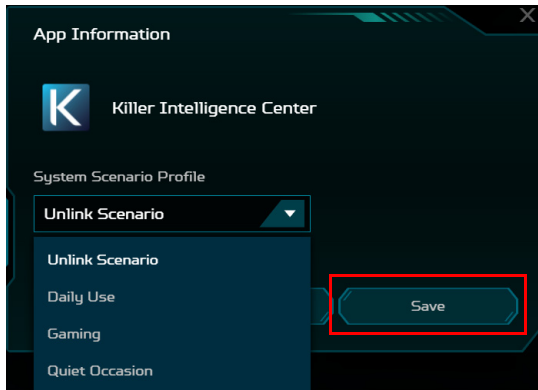 App Information
X
K
Killer Intelligence Center
System Scenario Profile
Unlink Scenario
Unlink Scenario
Daily Use
Save
Gaming
Quiet Occasion